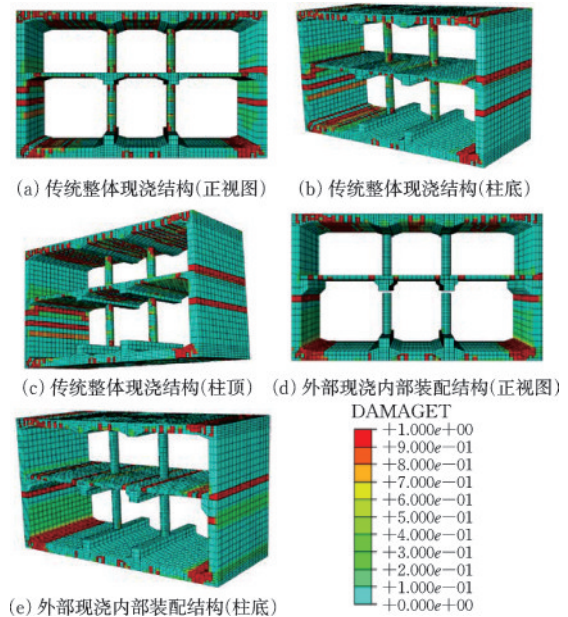 (a) 传统整体现浇结构(正视图)
(b) 传统整体现浇结构(柱底)
(c) 传统整体现浇结构(柱顶)
(d) 外部现浇内部装配结构(正视图)
DAMAGET
+1.000e+00
+9.000e-01
+8.000e-01
+7.000e-01
+6.000e-01
+5.000e-01
+4.000e-01
+3.000e-01
+2.000e-01
+1.000e-01
+0.000e+00
(e) 外部现浇内部装配结构(柱底)